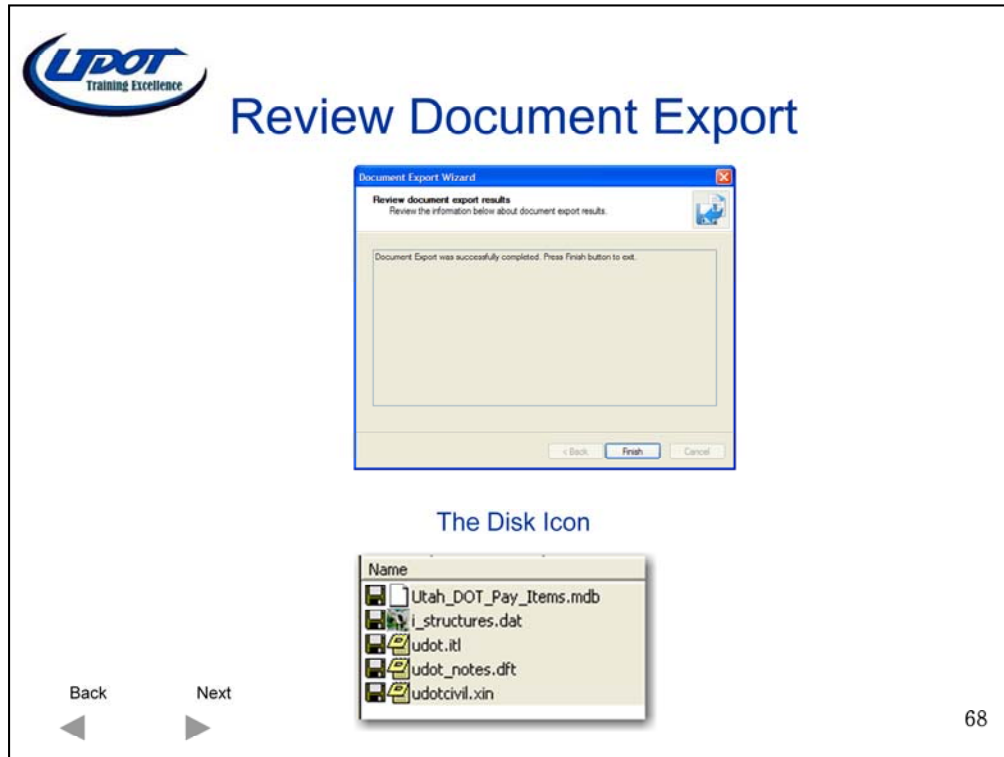 UDOT
Training Excellence
Review Document Export
Document Export Wizard
Review document export results
Review the information below about document export results.
Document Export was successfully completed. Press Finish button to exit.
< Back Finish Cancel
The Disk Icon
Name
Utah_DOT_Pay_Items.mdb
i_structures.dat
udot.itl
udot_notes.dft
udotcivil.xin
Back Next
68